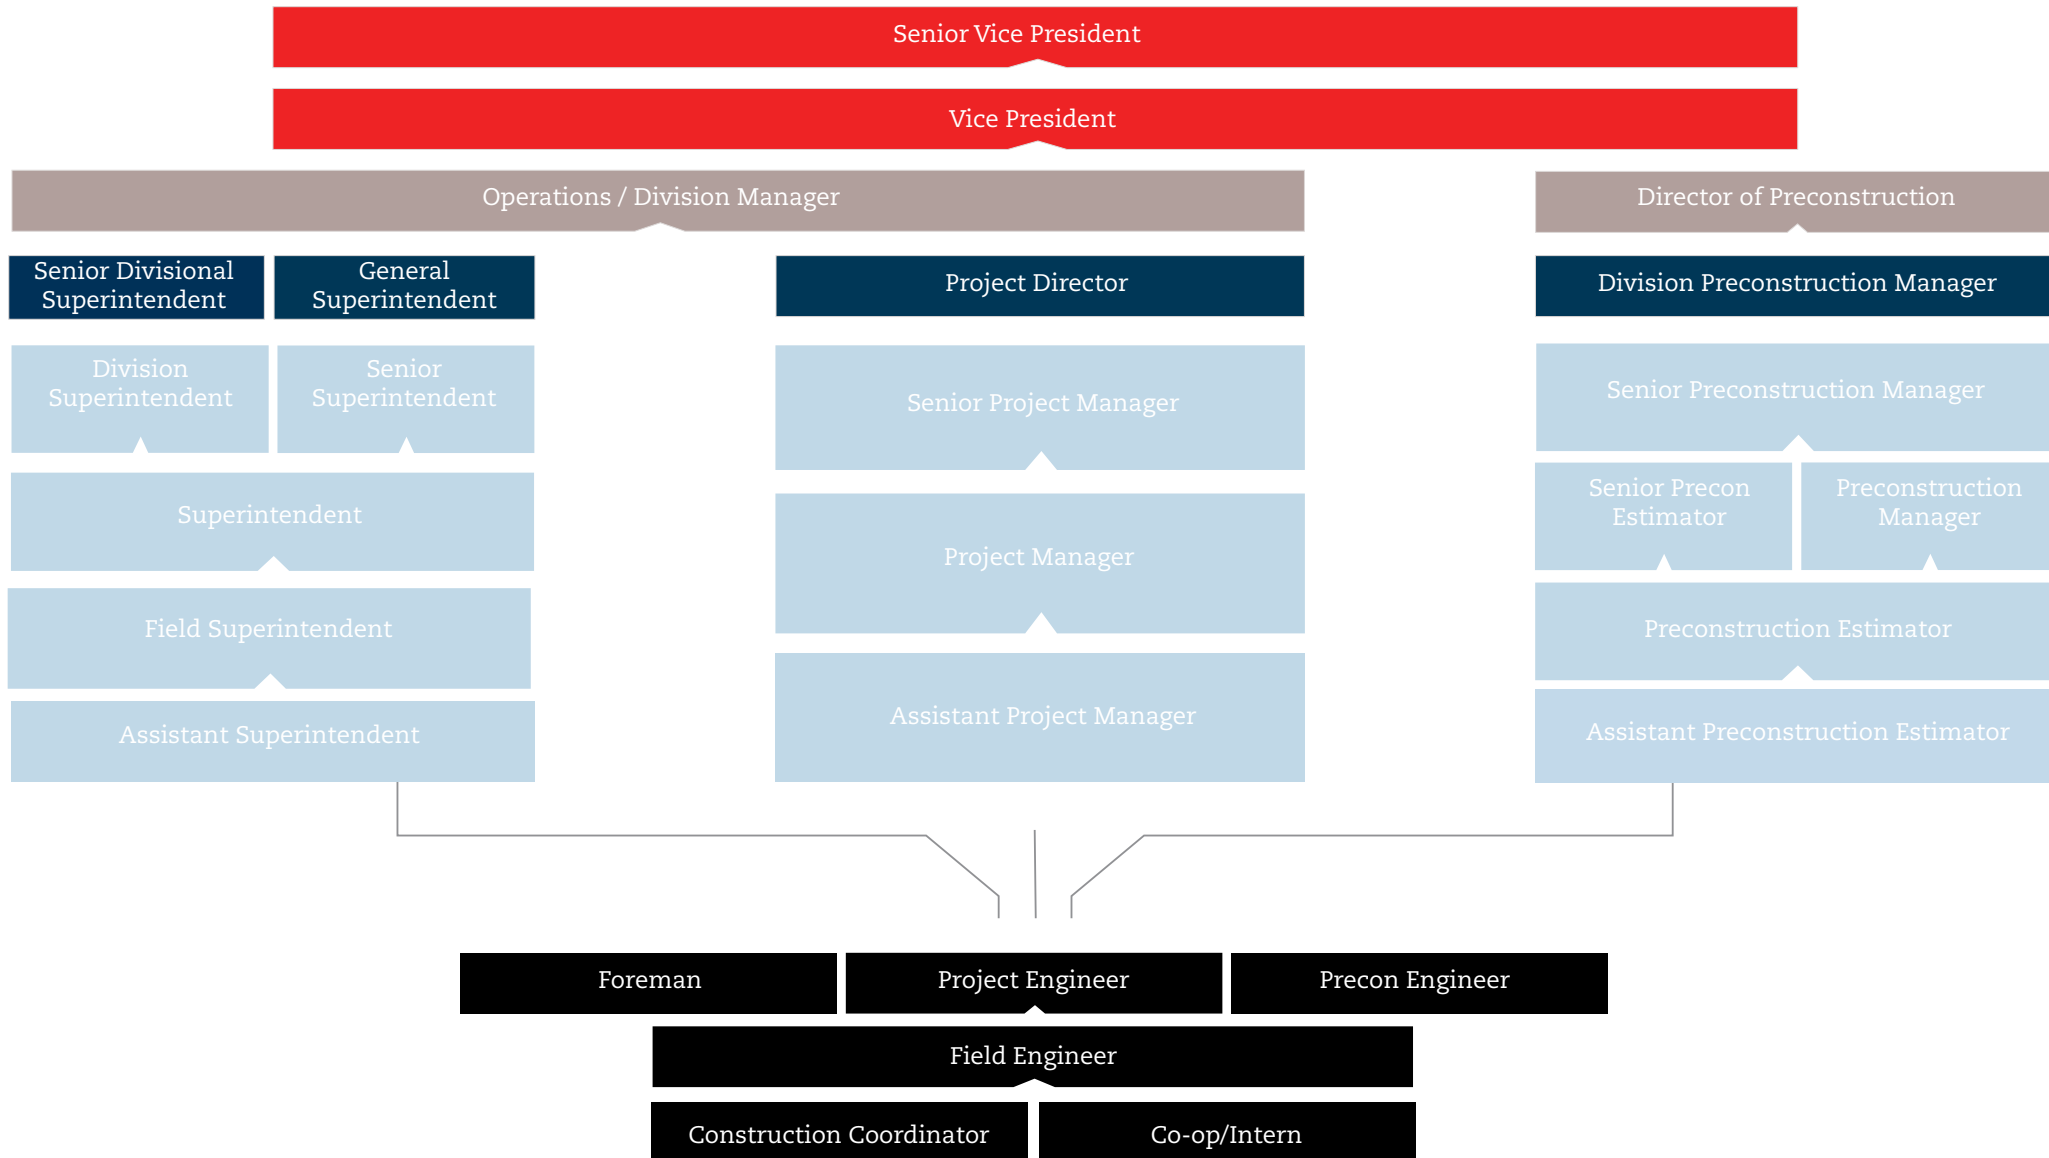 Senior Vice President
Vice President
Operations / Division Manager
Director of Preconstruction
Senior Divisional
Superintendent
General
Superintendent
Project Director
Division Preconstruction Manager
Division
Superintendent
Senior
Superintendent
Senior Project Manager
Senior Preconstruction Manager
Superintendent
Project Manager
Senior Precon
Estimator
Preconstruction
Manager
Field Superintendent
Preconstruction Estimator
Assistant Superintendent
Assistant Project Manager
Assistant Preconstruction Estimator
Foreman
Project Engineer
Precon Engineer
Field Engineer
Construction Coordinator
Co-op/Intern